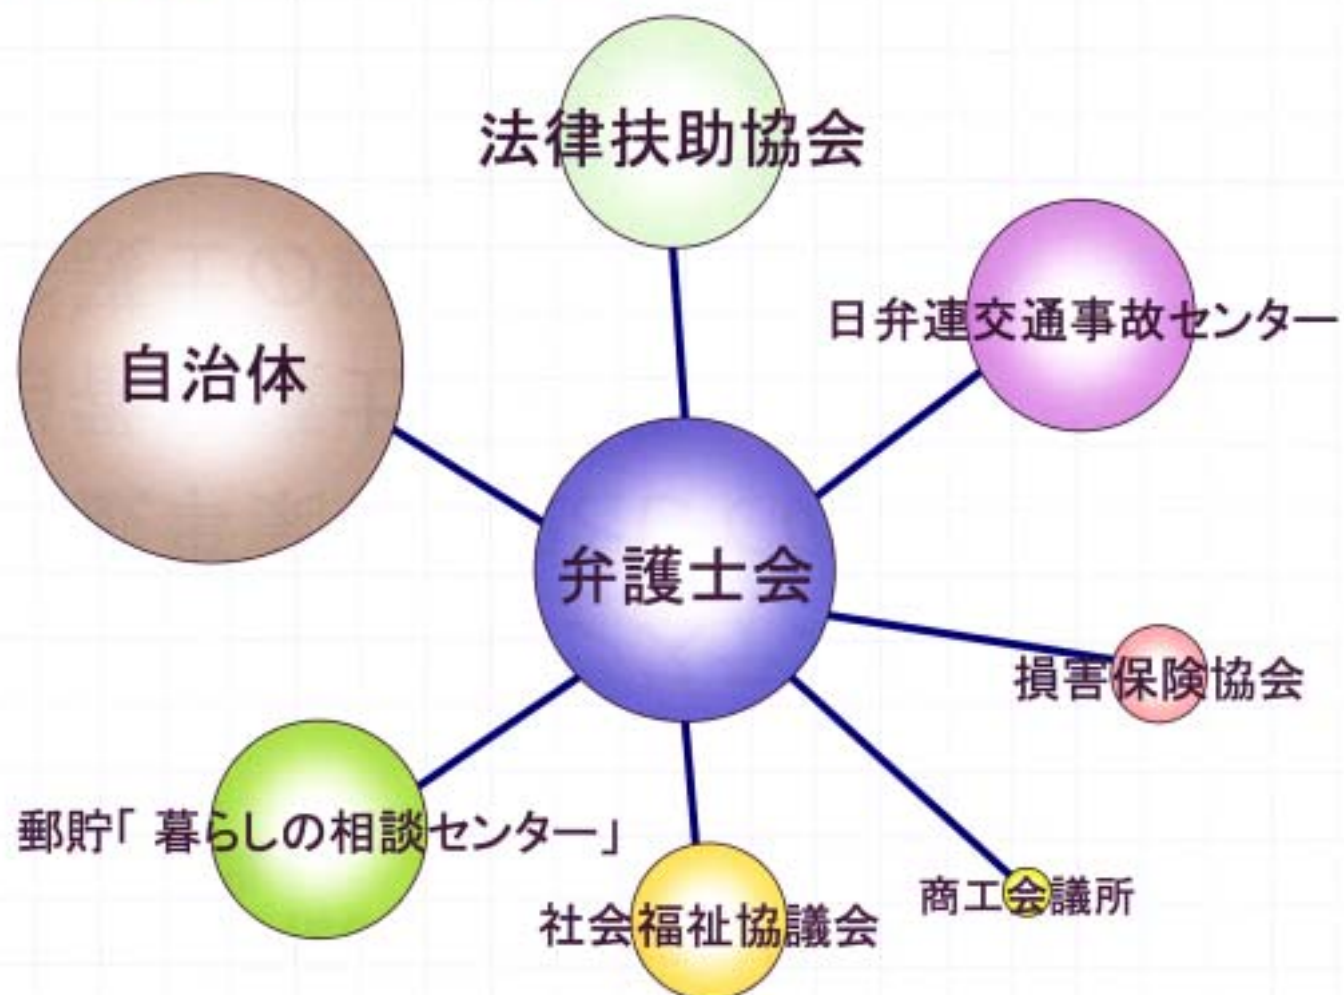 法律扶助協会
日弁連交通事故センター
自治体
弁護士会
損害保険協会
郵貯「暮らしの相談センター」
商工会議所
社会福祉協議会